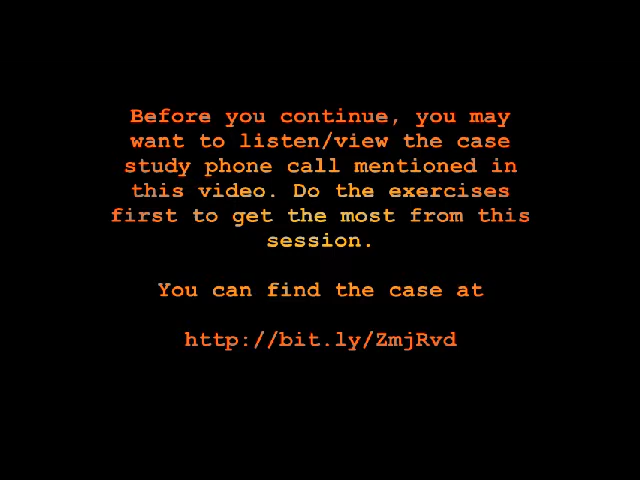 Before you continue, you may
want to listen/view the case
study phone call mentioned in
this video. Do the exercises
first to get the most from this
session.
You can find the case at
http://bit.ly/ZmjRvd